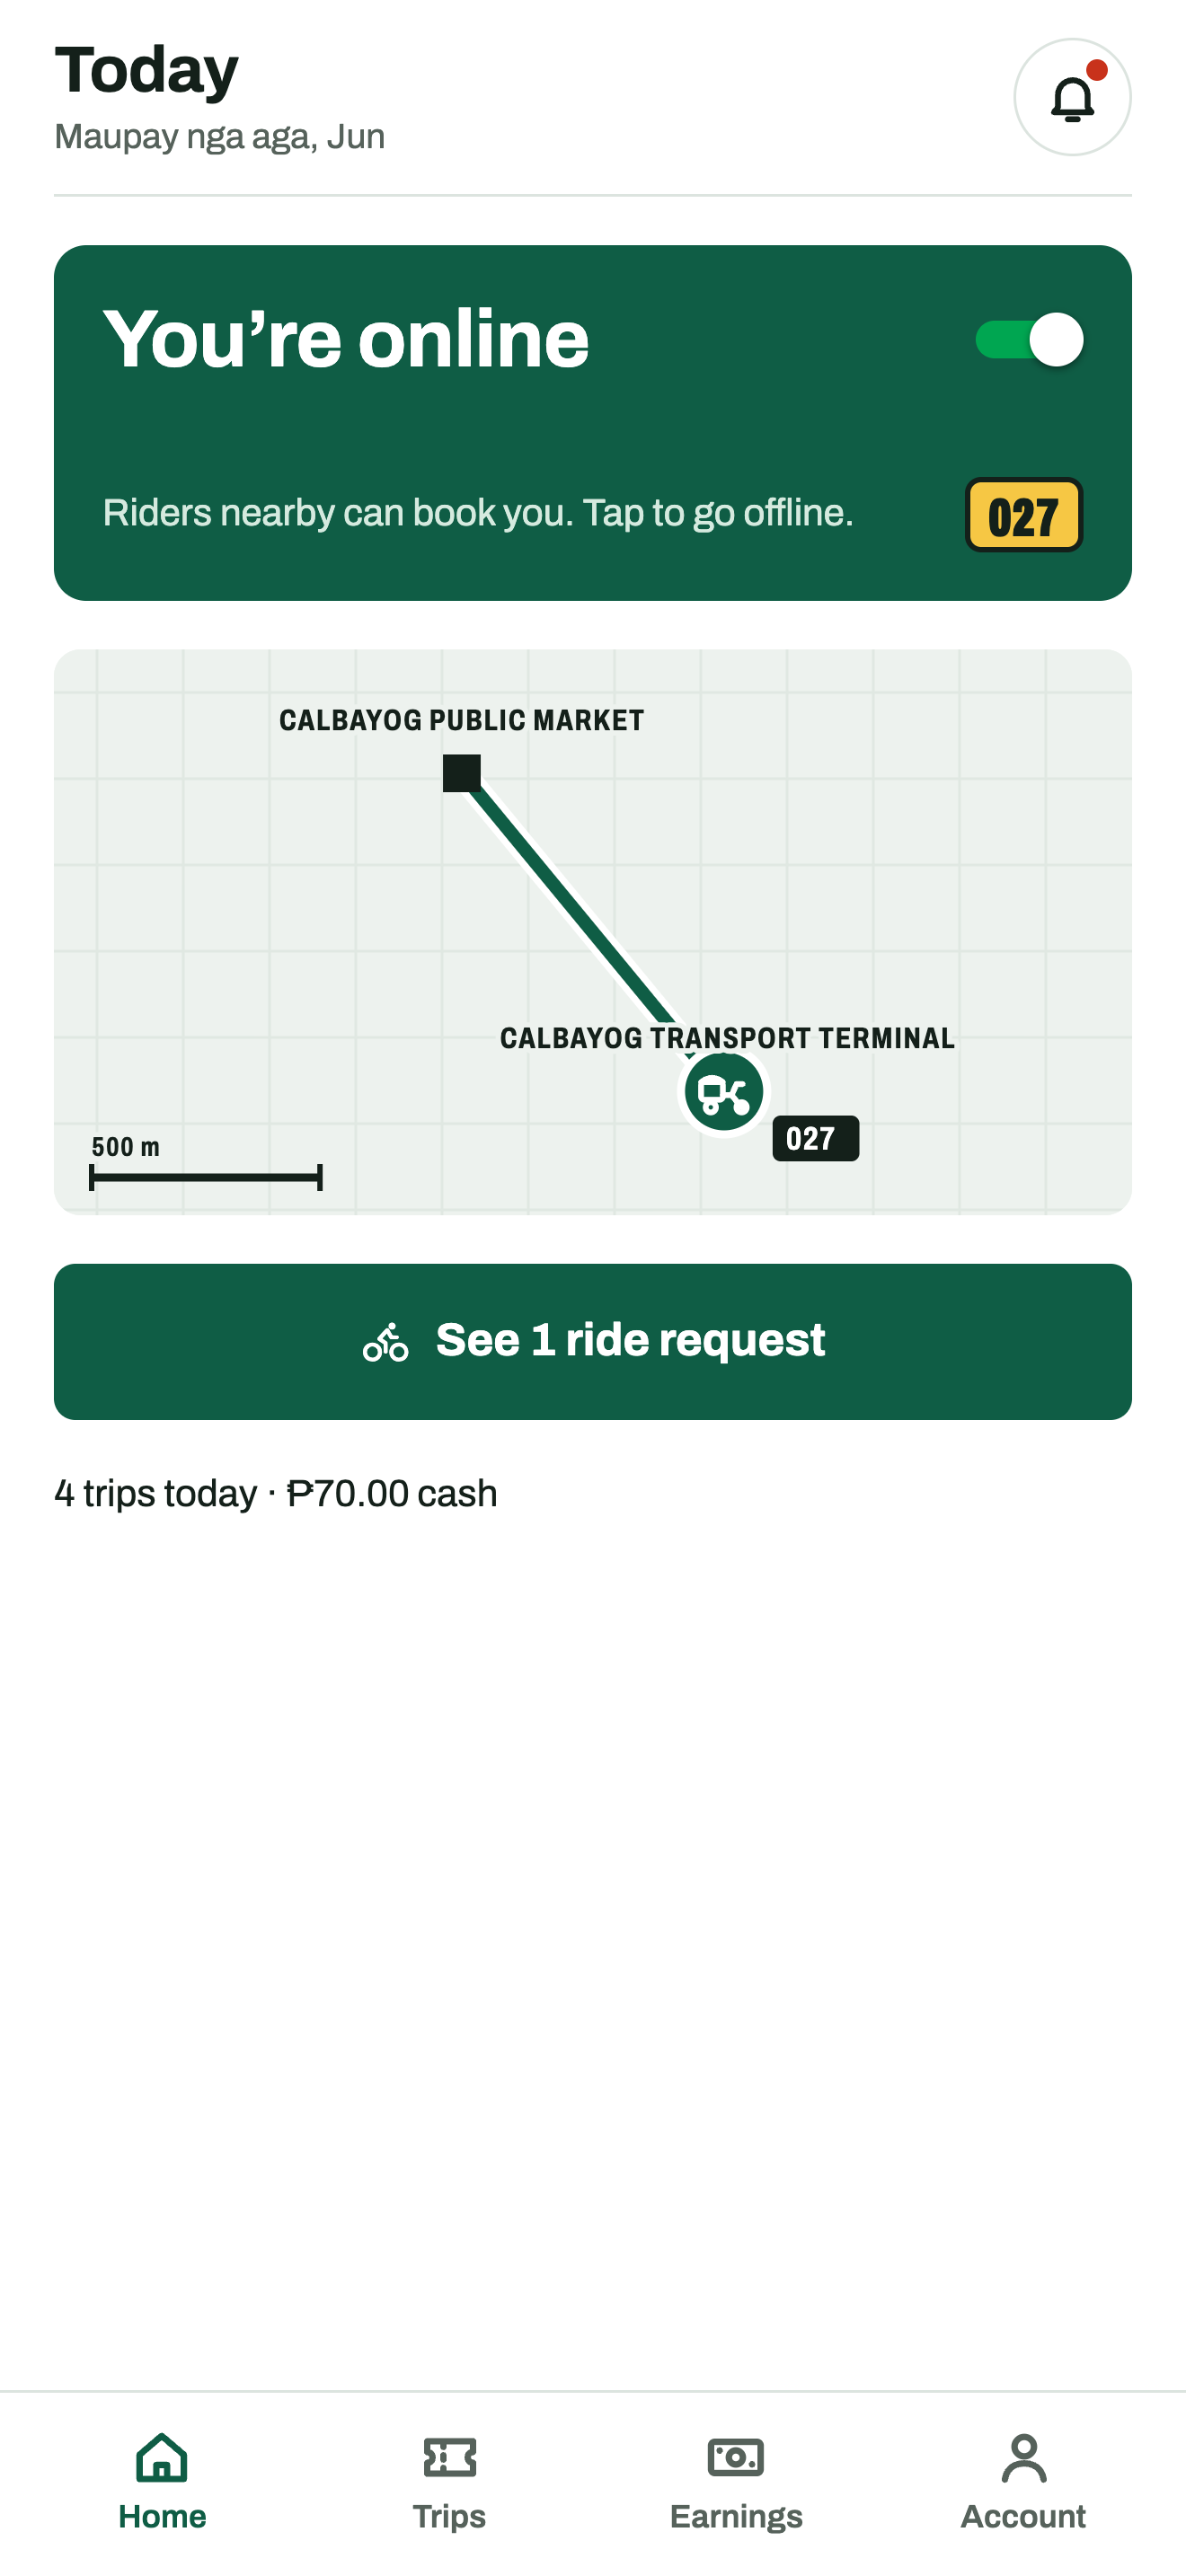 Today
Maupay nga aga, Jun
You’re online
Riders nearby can book you. Tap to go offline.
027
CALBAYOG PUBLIC MARKET
CALBAYOG TRANSPORT TERMINAL
027
500 m
See 1 ride request
4 trips today · ₱70.00 cash
Home
Trips
Earnings
Account